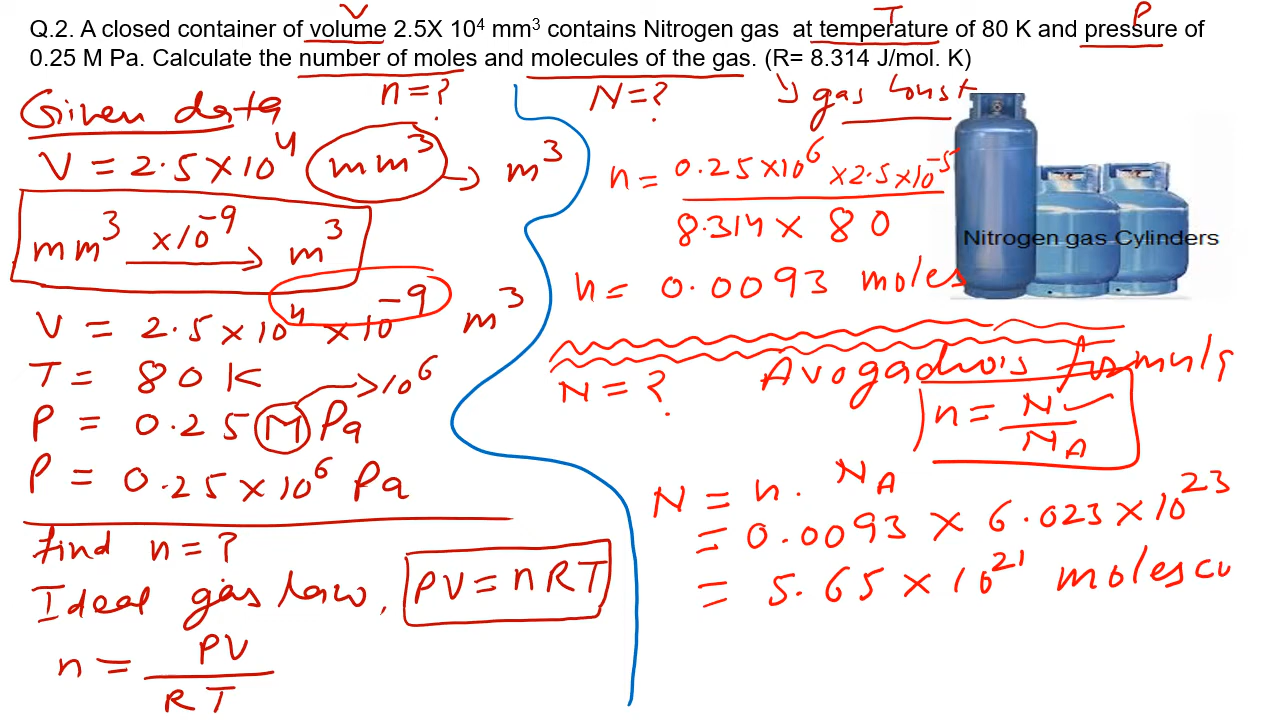 Q.2. A closed container of volume 2.5X 10⁴ mm³ contains Nitrogen gas at temperature of 80 K and pressure of
0.25 M Pa. Calculate the number of moles and molecules of the gas. (R= 8.314 J/mol. K)
V
T
P
n=?
N=?
↘ gas const
Given data
V = 2.5×10⁴ mm³ → m³
mm³ ×10⁻⁹ → m³
V = 2.5×10⁴ ×10⁻⁹ m³
T = 80 K
→10⁶
P = 0.25 M Pa
P = 0.25×10⁶ Pa
find n=?
Ideal gas law, PV=nRT
n = PV
RT
n = 0.25×10⁶ ×2.5×10⁻⁵
8.314 × 80
n = 0.0093 moles
Nitrogen gas Cylinders
N=? Avogadro's formula
n = N ✓
N_A
N = n. N_A
= 0.0093 × 6.023×10²³
= 5.65 × 10²¹ molescu